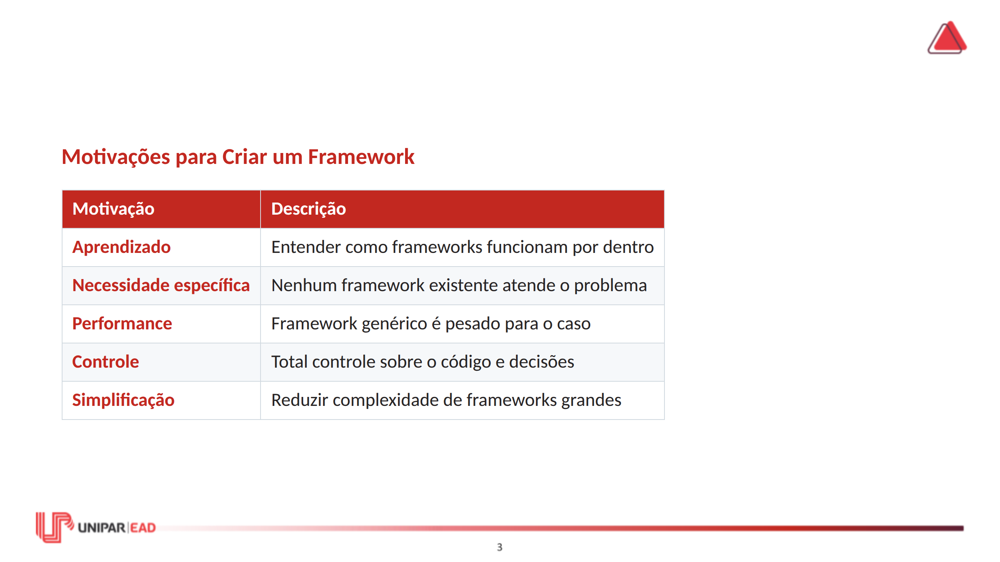 Motivações para Criar um Framework
Motivação Descrição
Aprendizado Entender como frameworks funcionam por dentro
Necessidade específica Nenhum framework existente atende o problema
Performance Framework genérico é pesado para o caso
Controle Total controle sobre o código e decisões
Simplificação Reduzir complexidade de frameworks grandes
UNIPAR|EAD
3